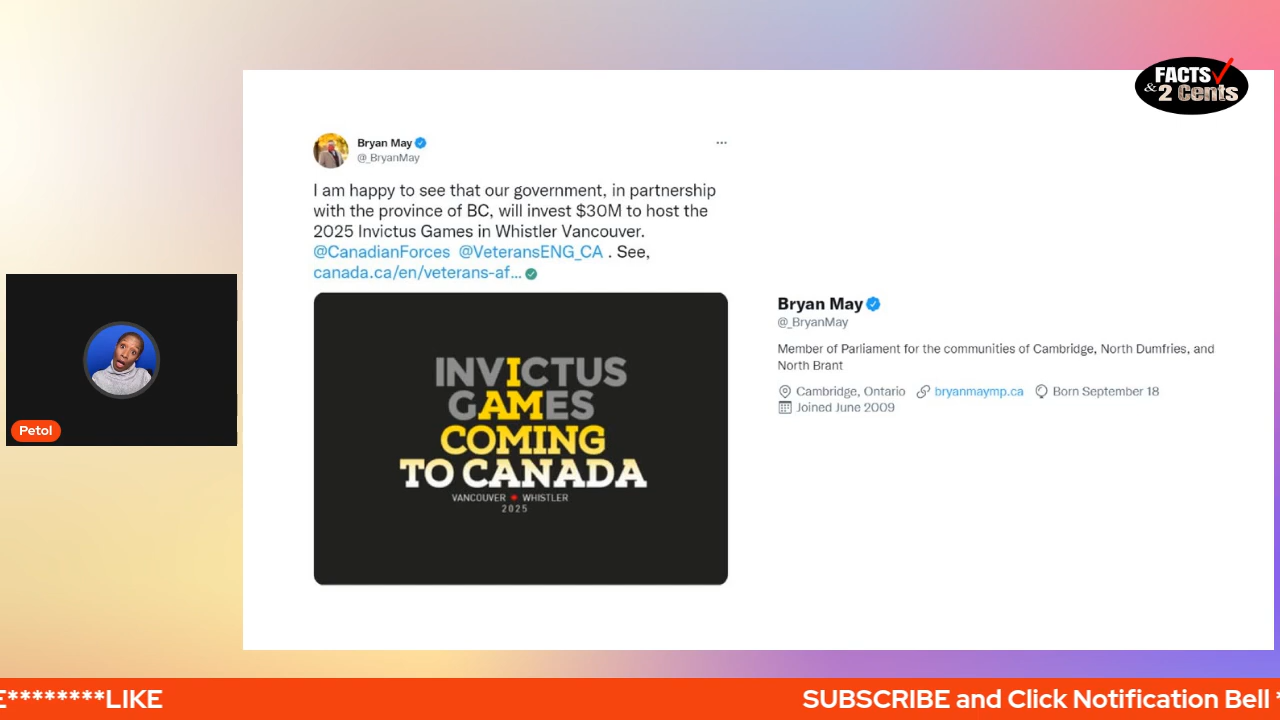 FACTS
& 2 Cents
Bryan May
@_BryanMay
I am happy to see that our government, in partnership
with the province of BC, will invest $30M to host the
2025 Invictus Games in Whistler Vancouver.
@CanadianForces @VeteransENG_CA . See,
canada.ca/en/veterans-af...
INVICTUS
GAMES
COMING
TO CANADA
VANCOUVER WHISTLER
2025
Bryan May
@_BryanMay
Member of Parliament for the communities of Cambridge, North Dumfries, and
North Brant
Cambridge, Ontario bryanmaymp.ca Born September 18
Joined June 2009
Petol
E********LIKE SUBSCRIBE and Click Notification Bell *